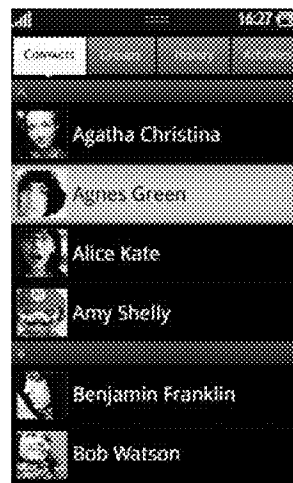 16:27
Contacts
Agatha Christina
Agnes Green
Alice Kate
Amy Shelly
Benjamin Franklin
Bob Watson